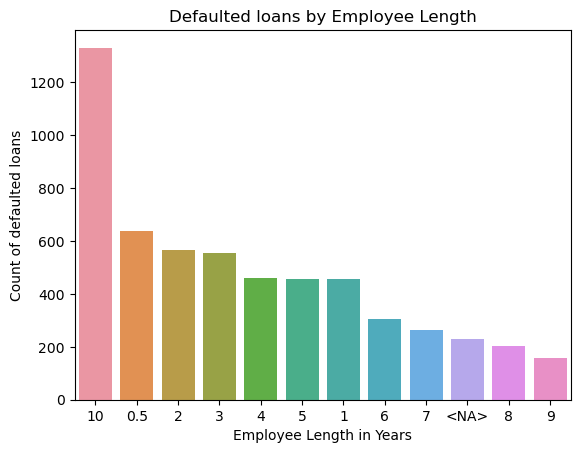 Defaulted loans by Employee Length
Count of defaulted loans
1200
1000
800
600
400
200
0
10 0.5 2 3 4 5 1 6 7 <NA> 8 9
Employee Length in Years